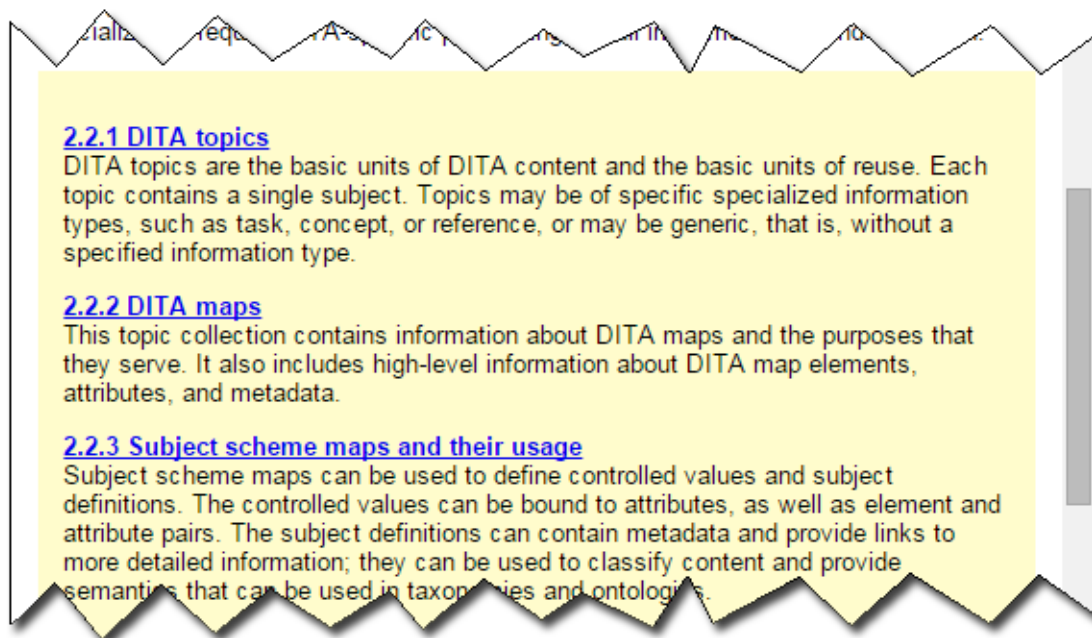 2.2.1 DITA topics
DITA topics are the basic units of DITA content and the basic units of reuse. Each
topic contains a single subject. Topics may be of specific specialized information
types, such as task, concept, or reference, or may be generic, that is, without a
specified information type.
2.2.2 DITA maps
This topic collection contains information about DITA maps and the purposes that
they serve. It also includes high-level information about DITA map elements,
attributes, and metadata.
2.2.3 Subject scheme maps and their usage
Subject scheme maps can be used to define controlled values and subject
definitions. The controlled values can be bound to attributes, as well as element and
attribute pairs. The subject definitions can contain metadata and provide links to
more detailed information; they can be used to classify content and provide
semantics that can be used in taxonomies and ontologies.